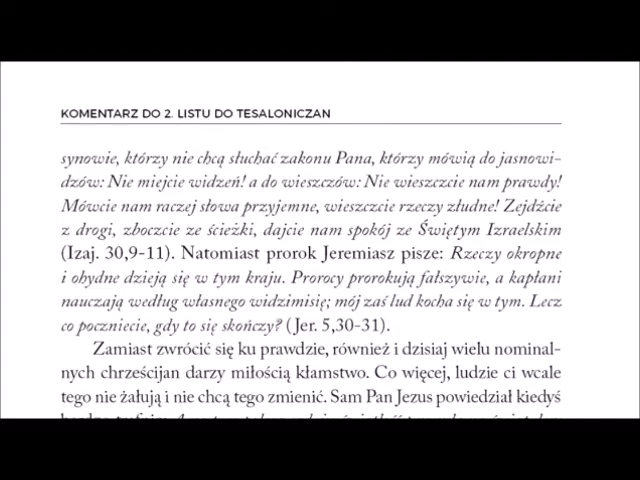 KOMENTARZ DO 2. LISTU DO TESALONICZAN
synowie, którzy nie chcą słuchać zakonu Pana, którzy mówią do jasnowi-
dzów: Nie miejcie widzeń! a do wieszczów: Nie wieszczcie nam prawdy!
Mówcie nam raczej słowa przyjemne, wieszczcie rzeczy złudne! Zejdźcie
z drogi, zboczcie ze ścieżki, dajcie nam spokój ze Świętym Izraelskim
(Izaj. 30,9-11). Natomiast prorok Jeremiasz pisze: Rzeczy okropne
i ohydne dzieją się w tym kraju. Prorocy prorokują fałszywie, a kapłani
nauczają według własnego widzimisię; mój zaś lud kocha się w tym. Lecz
co poczniecie, gdy to się skończy? (Jer. 5,30-31).
Zamiast zwrócić się ku prawdzie, również i dzisiaj wielu nominal-
nych chrześcijan darzy miłością kłamstwo. Co więcej, ludzie ci wcale
tego nie żałują i nie chcą tego zmienić. Sam Pan Jezus powiedział kiedyś